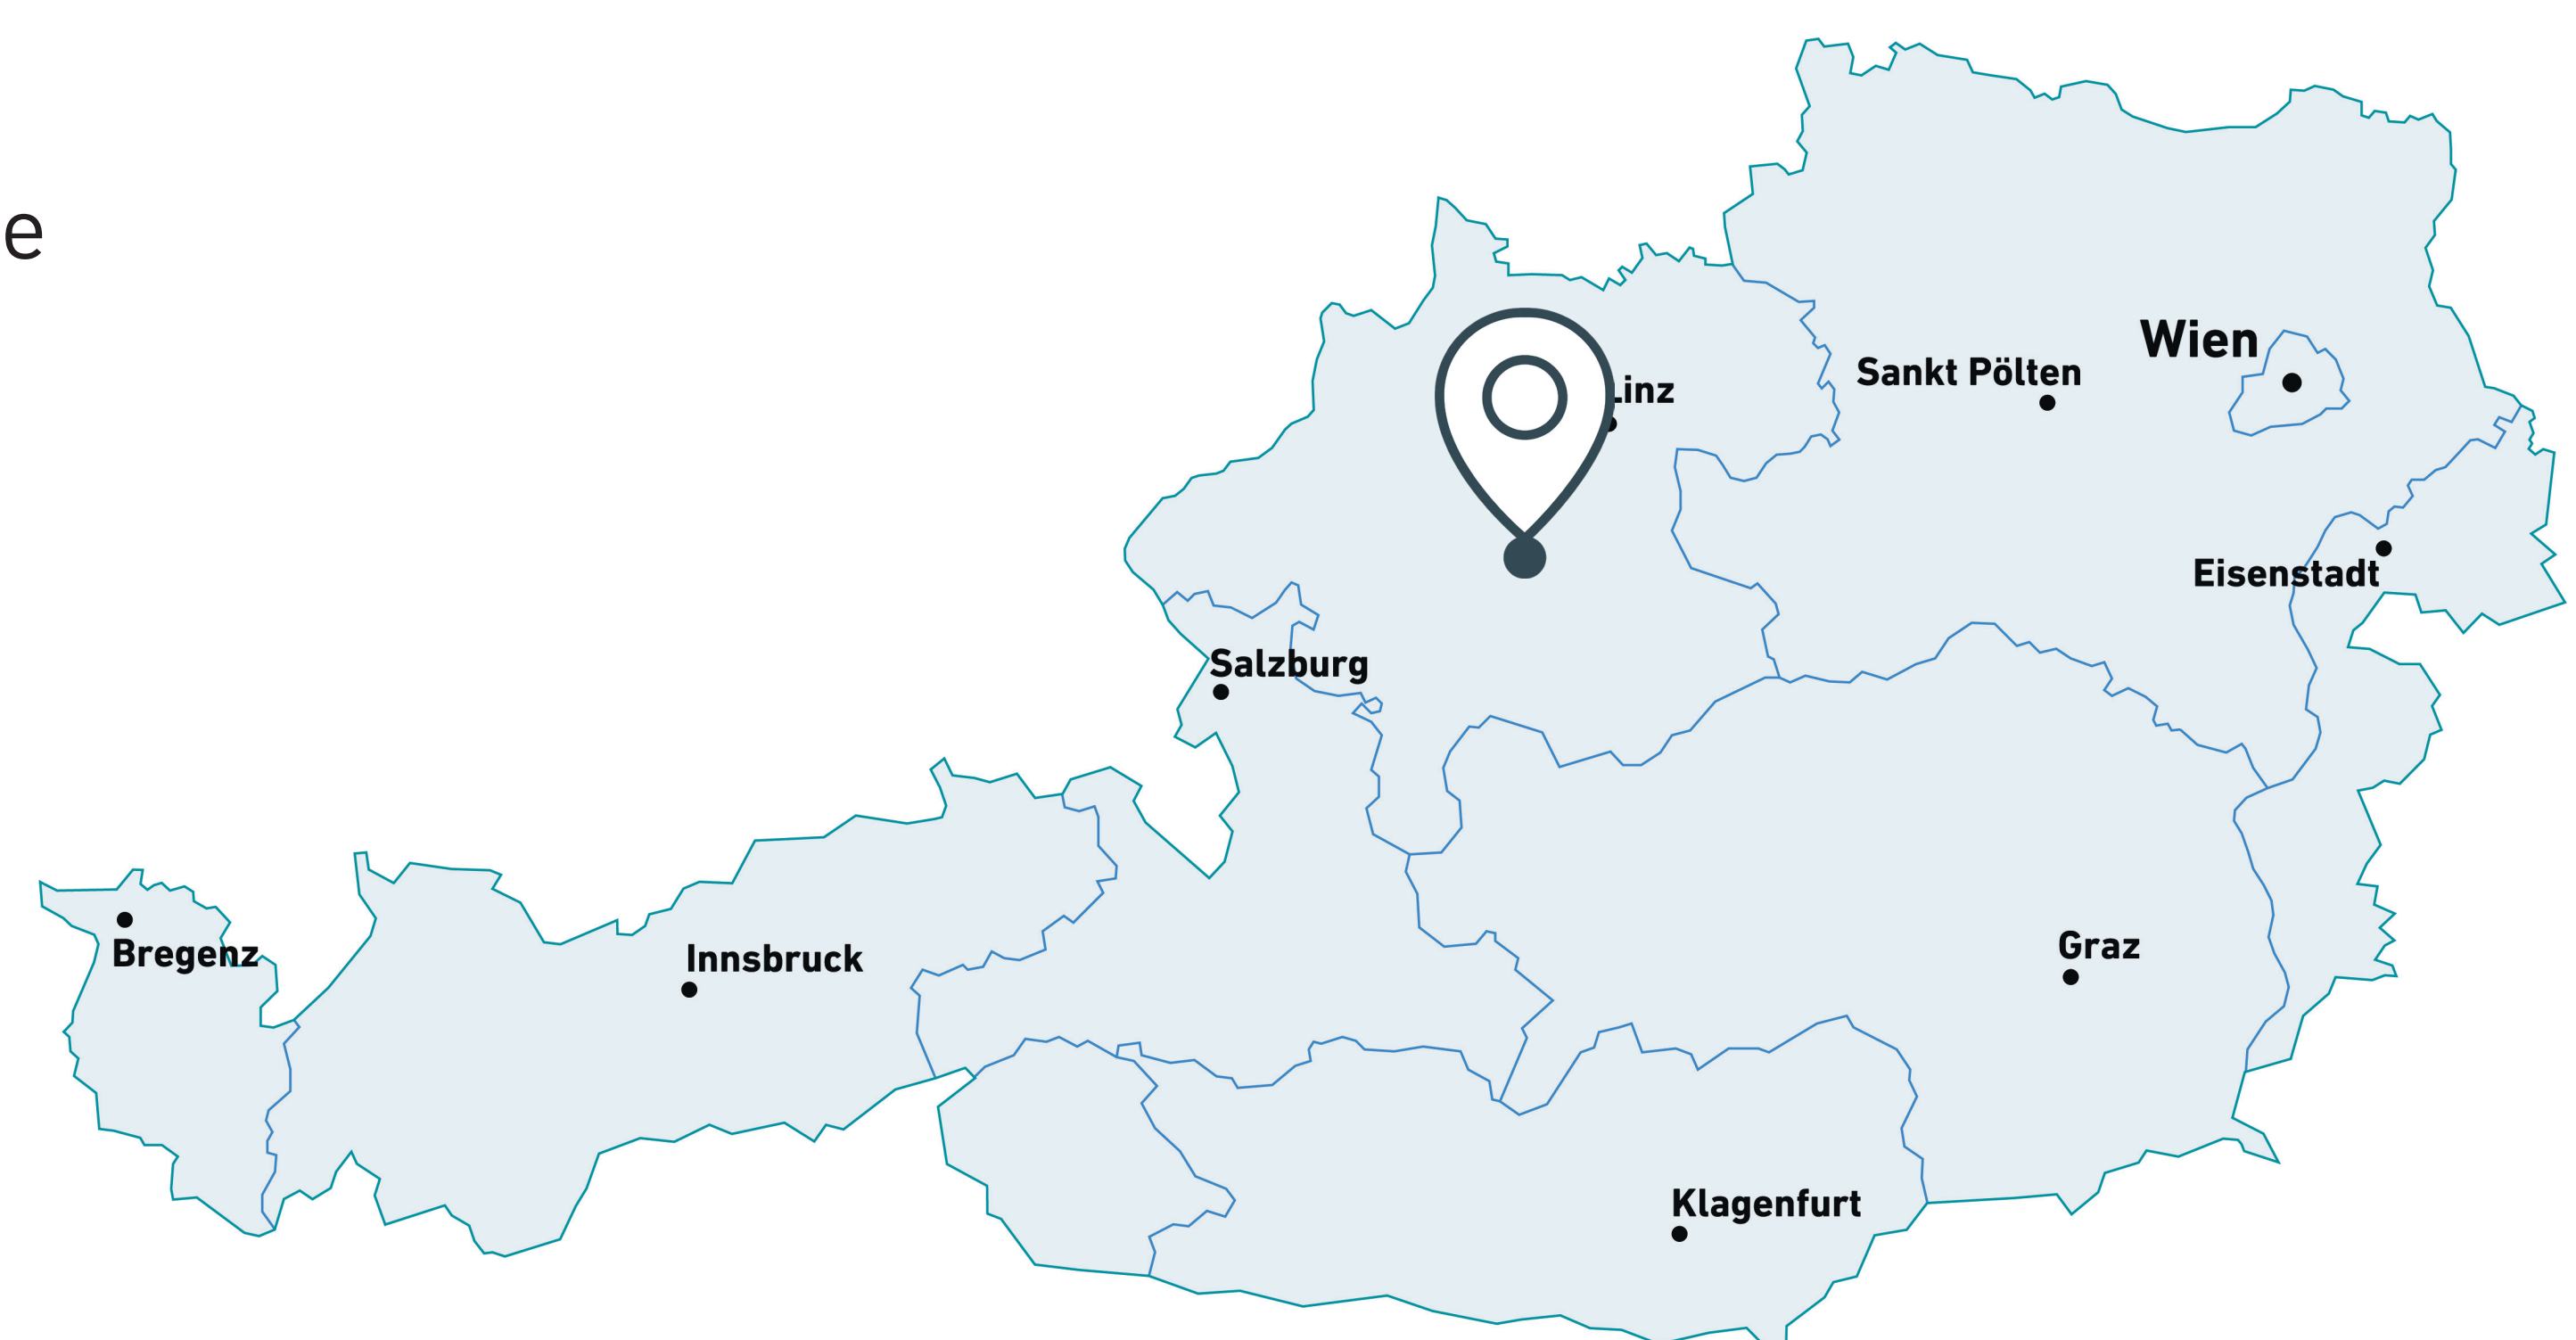 e
Wien
Sankt Pölten
Linz
Eisenstadt
Salzburg
Graz
Bregenz
Innsbruck
Klagenfurt